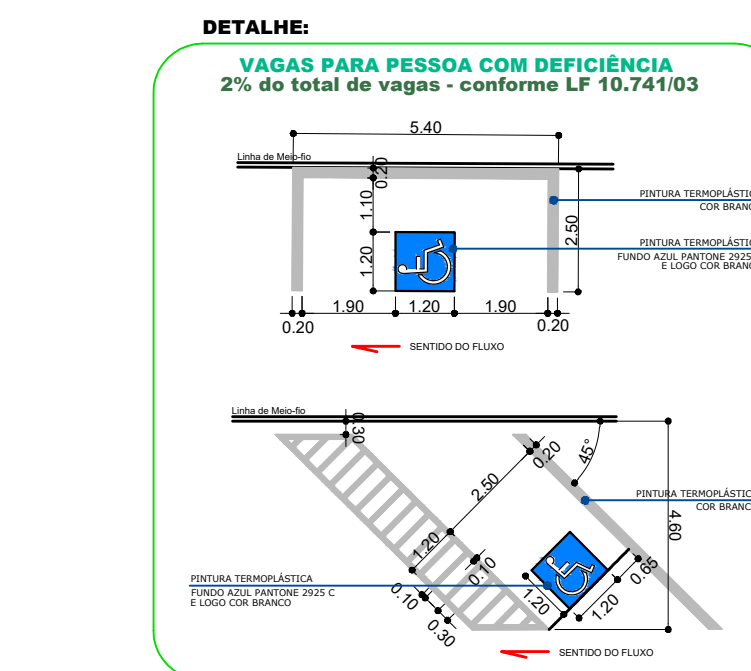 DETALHE:
VAGAS PARA PESSOA COM DEFICIÊNCIA
2% do total de vagas - conforme LF 10.741/03
5.40
Linha de Meio-fio
0.20
1.10
1.20
2.50
PINTURA TERMOPLÁSTIC
COR BRANC
PINTURA TERMOPLÁSTIC
FUNDO AZUL PANTONE 2925
E LOGO COR BRANC
1.90
1.20
1.90
0.20
0.20
SENTIDO DO FLUXO
Linha de Meio-fio
0.30
0.20
45°
2.50
PINTURA TERMOPLÁSTIC
COR BRANC
4.60
1.20
0.10
0.65
PINTURA TERMOPLÁSTICA
FUNDO AZUL PANTONE 2925 C
E LOGO COR BRANCO
0.10
0.30
1.20
1.20
SENTIDO DO FLUXO